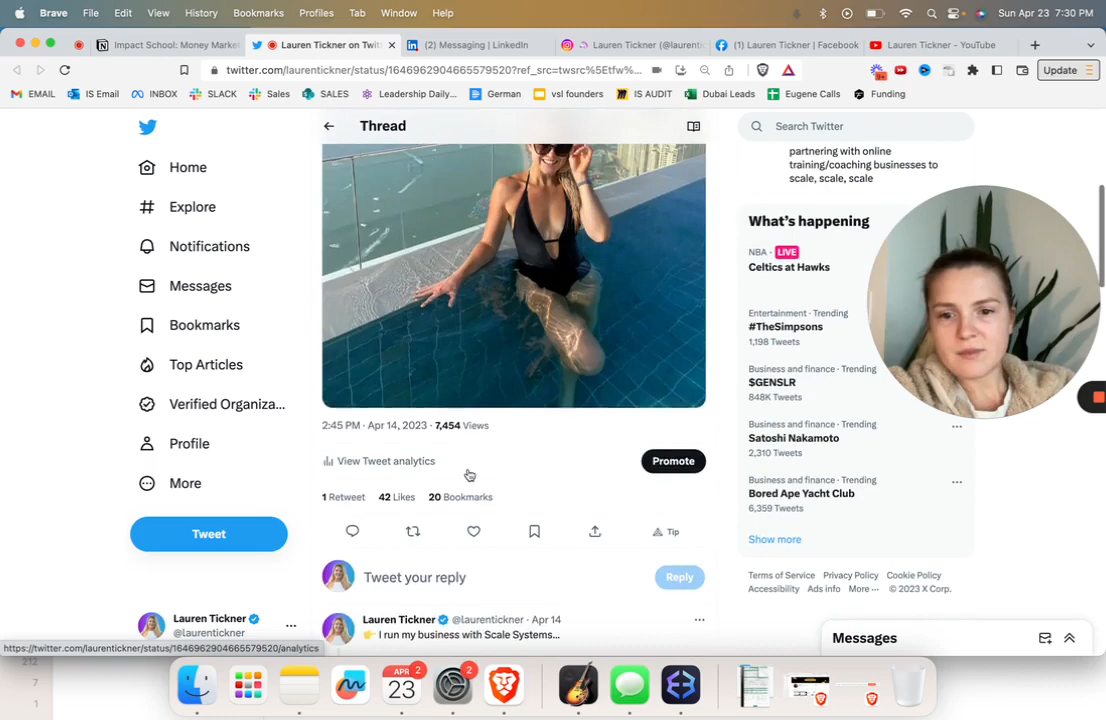 Brave File Edit View History Bookmarks Profiles Tab Window Help
Sun Apr 23 7:30 PM
Impact School: Money Marke
Lauren Tickner on Twit
(2) Messaging | LinkedIn
Lauren Tickner (@laurenti
(1) Lauren Tickner | Facebook
Lauren Tickner - YouTube
twitter.com/laurentickner/status/1646962904665579520?ref_src=twsrc%5Etfw%...
9+
Update
EMAIL IS Email INBOX SLACK Sales SALES Leadership Daily... German vsl founders IS AUDIT Dubai Leads Eugene Calls Funding
Home
Explore
Notifications
Messages
Bookmarks
Top Articles
Verified Organiza...
Profile
More
Tweet
Lauren Tickner
@laurentickner
Thread
2:45 PM · Apr 14, 2023 · 7,454 Views
View Tweet analytics
Promote
1 Retweet 42 Likes 20 Bookmarks
Tip
Tweet your reply
Reply
Lauren Tickner @laurentickner · Apr 14
👉 I run my business with Scale Systems...
Search Twitter
partnering with online
training/coaching businesses to
scale, scale, scale
What's happening
NBA · LIVE
Celtics at Hawks
Entertainment · Trending
#TheSimpsons
1,198 Tweets
Business and finance · Trending
$GENSLR
848K Tweets
Business and finance · Trending
Satoshi Nakamoto
2,310 Tweets
Business and finance · Trending
Bored Ape Yacht Club
6,359 Tweets
Show more
Terms of Service Privacy Policy Cookie Policy
Accessibility Ads info More ··· © 2023 X Corp.
Messages
https://twitter.com/laurentickner/status/1646962904665579520/analytics
212
7
1
APR
23
2
2